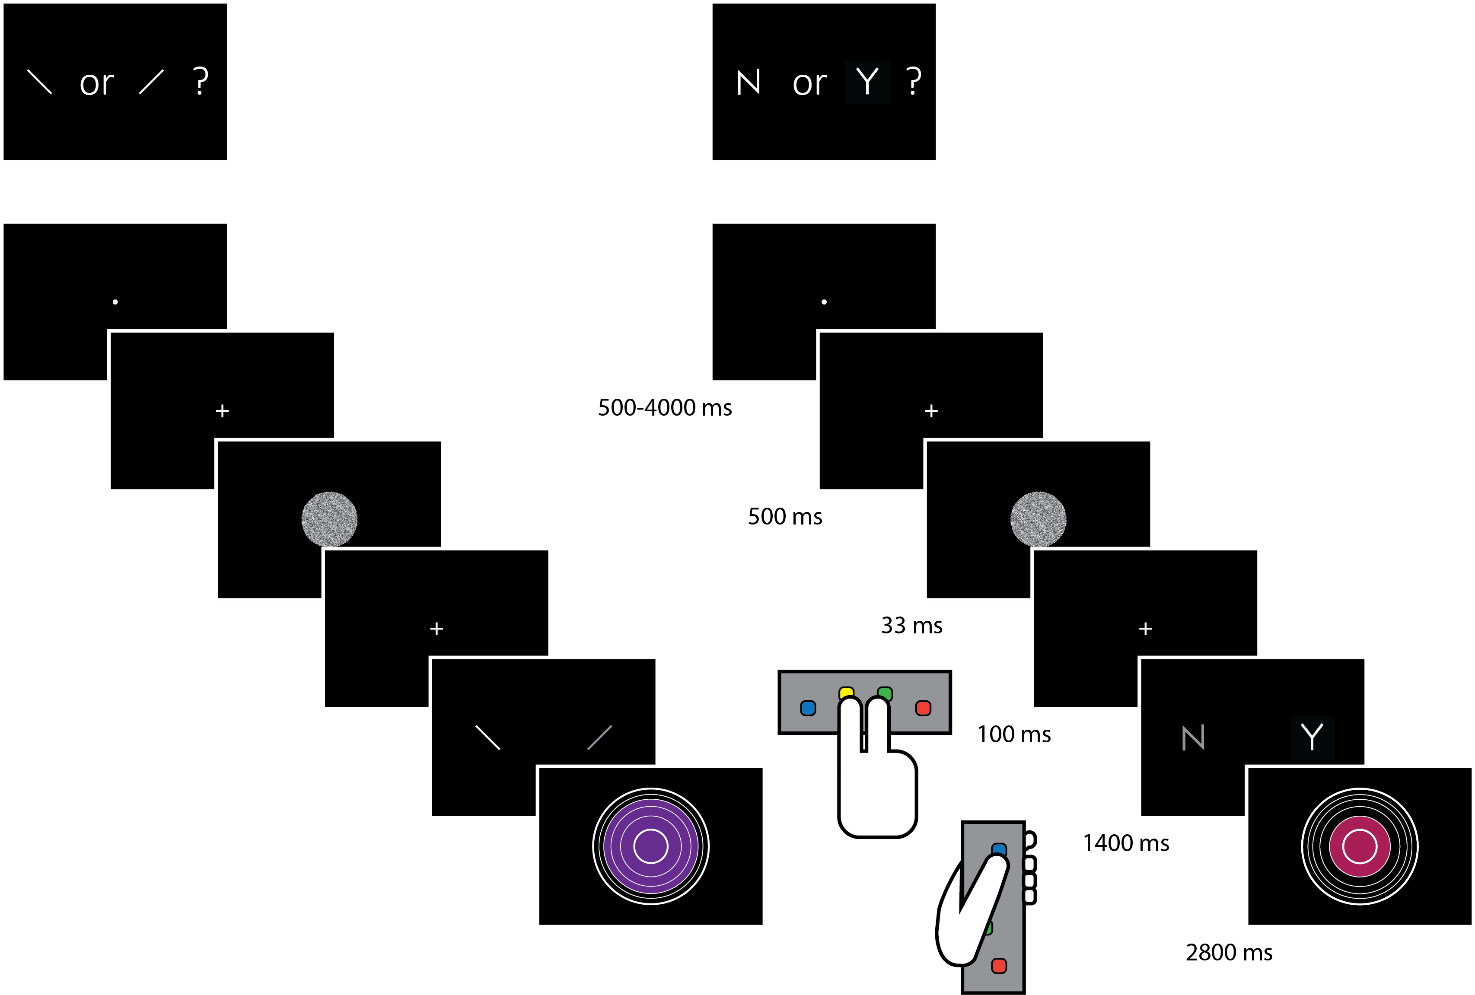 \ or / ?
N or Y ?
500-4000 ms
500 ms
33 ms
100 ms
N Y
1400 ms
2800 ms